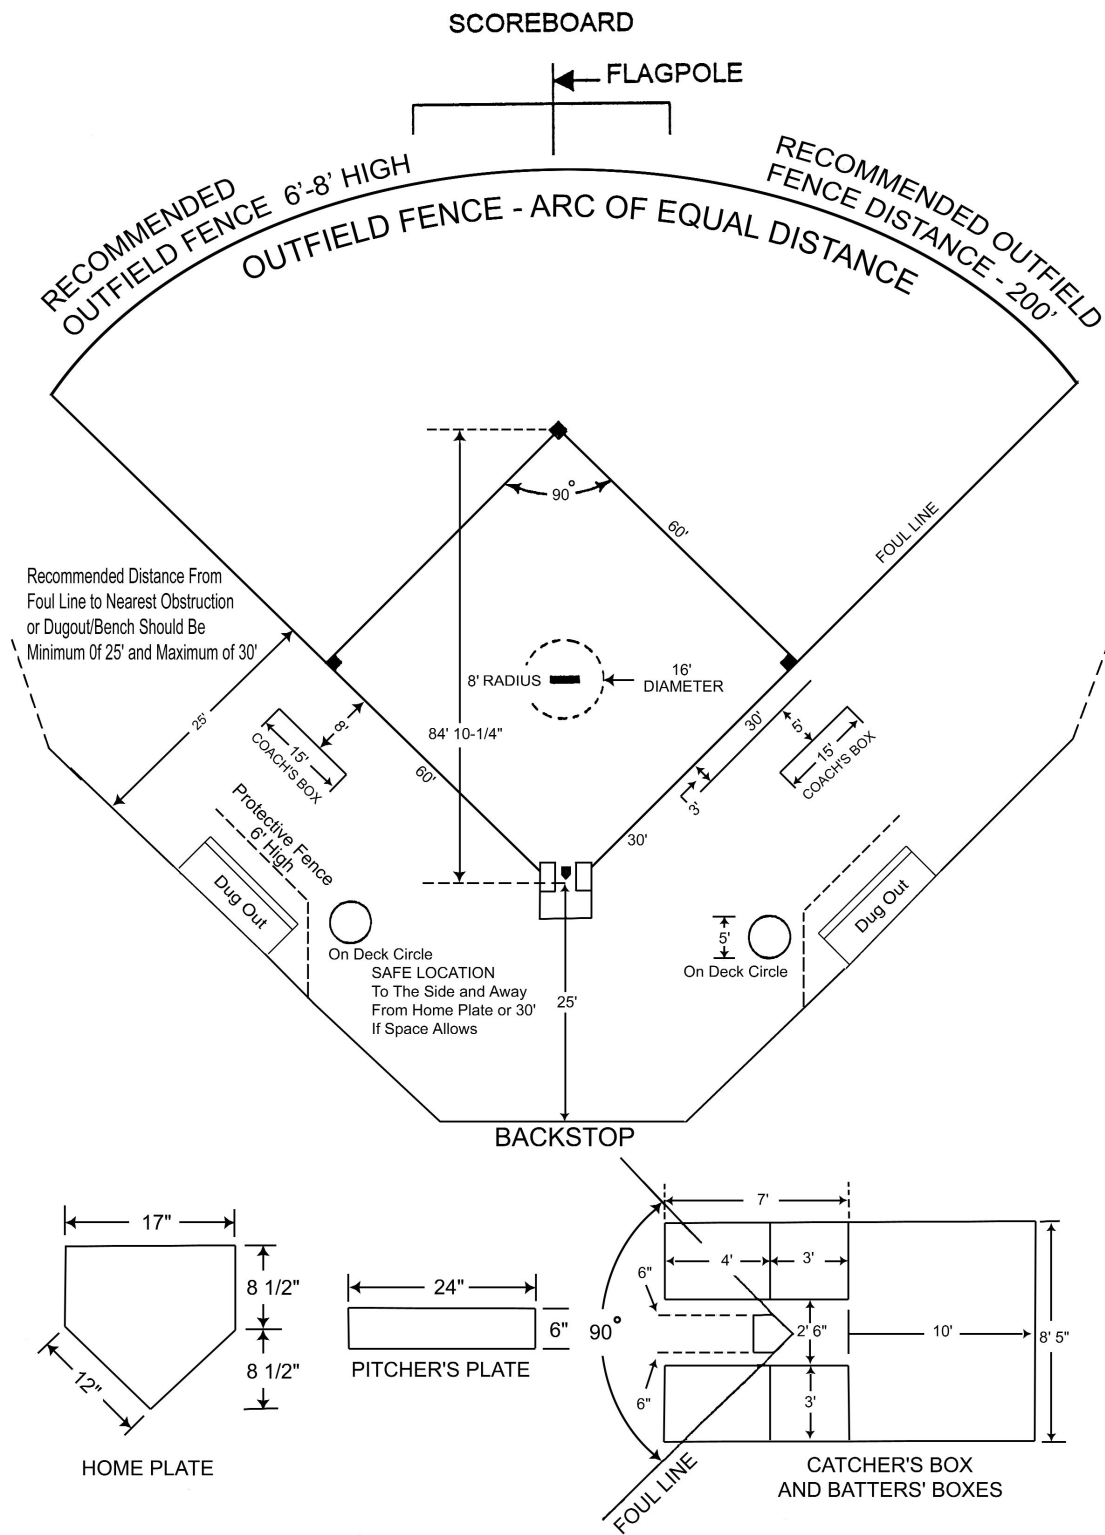 SCOREBOARD
FLAGPOLE
RECOMMENDED
OUTFIELD FENCE 6'-8' HIGH
RECOMMENDED OUTFIELD
FENCE DISTANCE - 200'
OUTFIELD FENCE - ARC OF EQUAL DISTANCE
90°
60'
FOUL LINE
Recommended Distance From
Foul Line to Nearest Obstruction
or Dugout/Bench Should Be
Minimum 0f 25' and Maximum of 30'
8' RADIUS
16'
DIAMETER
25'
8'
15'
COACH'S BOX
84' 10-1/4"
60'
30'
5'
15'
COACH'S BOX
3'
30'
Protective Fence
6' High
Dug Out
Dug Out
On Deck Circle
5'
On Deck Circle
SAFE LOCATION
To The Side and Away
From Home Plate or 30'
If Space Allows
25'
BACKSTOP
17"
8 1/2"
8 1/2"
12"
HOME PLATE
24"
6"
PITCHER'S PLATE
7'
4'
3'
6"
90°
2' 6"
10'
8' 5"
6"
3'
FOUL LINE
CATCHER'S BOX
AND BATTERS' BOXES